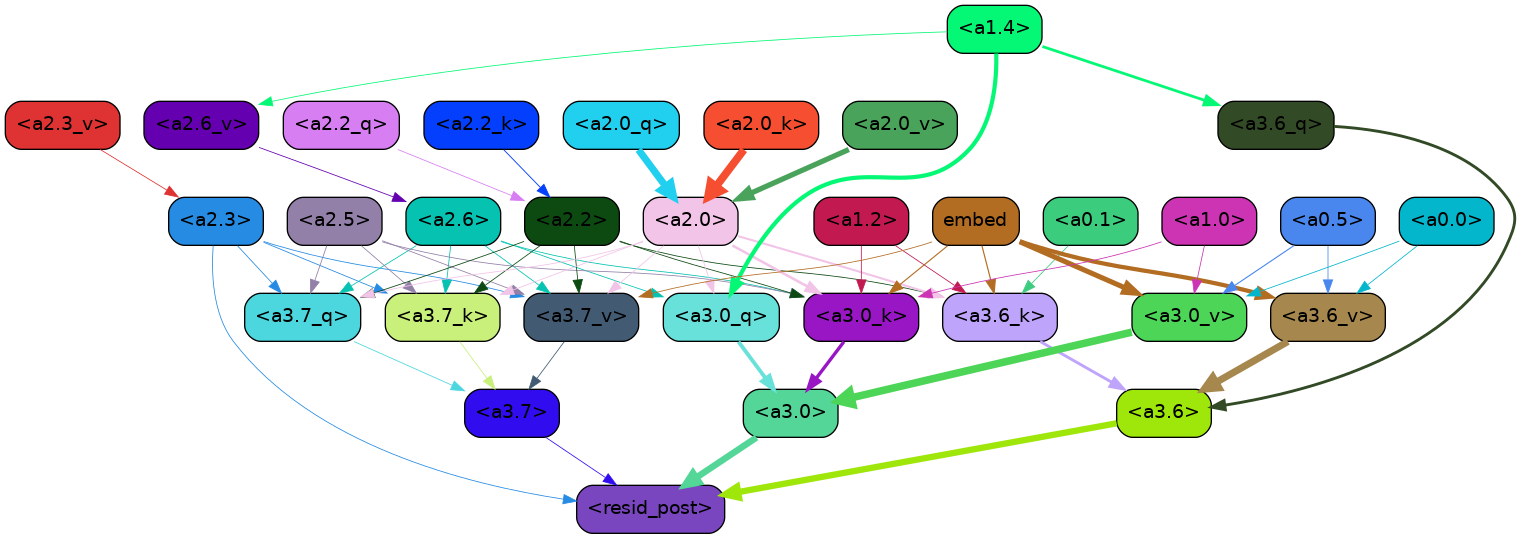 <a1.4>
<a2.3_v> <a2.6_v> <a2.2_q> <a2.2_k> <a2.0_q> <a2.0_k> <a2.0_v> <a3.6_q>
<a2.3> <a2.5> <a2.6> <a2.2> <a2.0> <a1.2> embed <a0.1> <a1.0> <a0.5> <a0.0>
<a3.7_q> <a3.7_k> <a3.7_v> <a3.0_q> <a3.0_k> <a3.6_k> <a3.0_v> <a3.6_v>
<a3.7> <a3.0> <a3.6>
<resid_post>